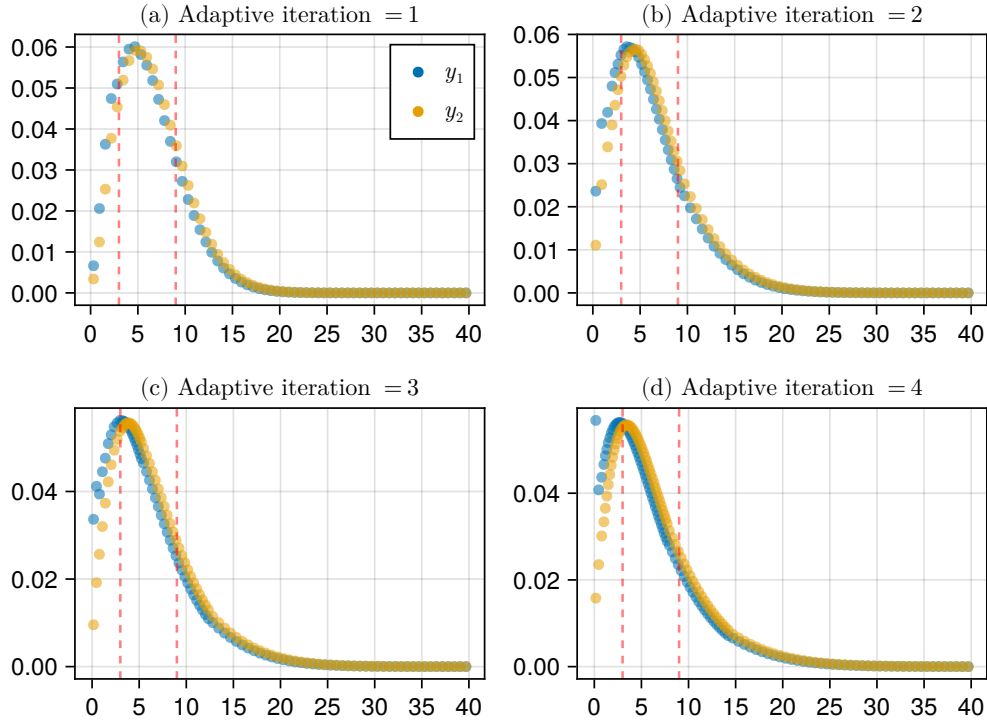 (a) Adaptive iteration = 1
0.06
0.05
0.04
0.03
0.02
0.01
0.00
0 5 10 15 20 25 30 35 40
y₁
y₂
(b) Adaptive iteration = 2
0.06
0.05
0.04
0.03
0.02
0.01
0.00
0 5 10 15 20 25 30 35 40
(c) Adaptive iteration = 3
0.04
0.02
0.00
0 5 10 15 20 25 30 35 40
(d) Adaptive iteration = 4
0.04
0.02
0.00
0 5 10 15 20 25 30 35 40